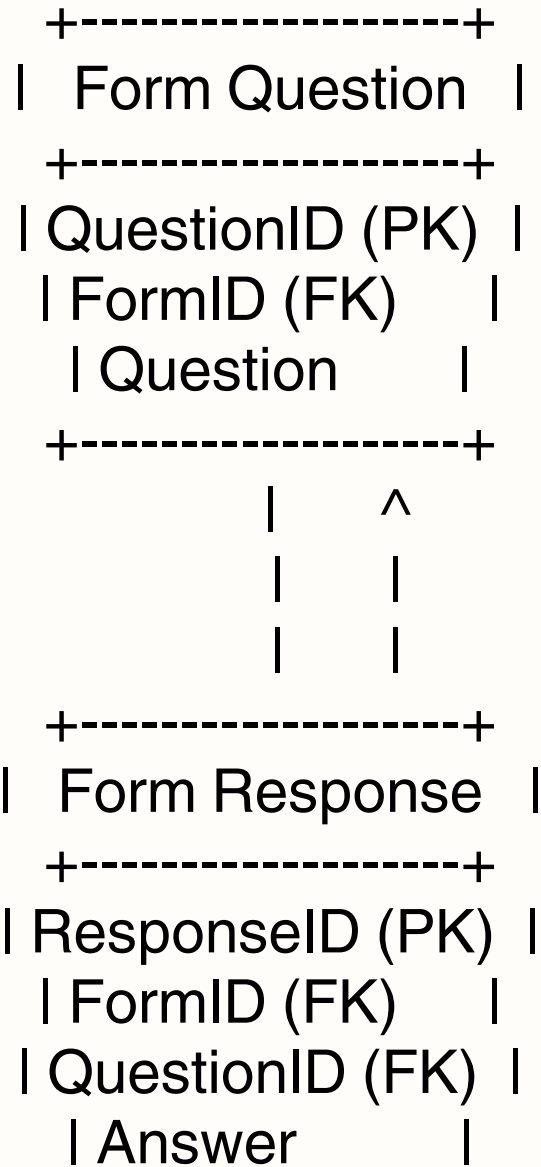 +-------------------+
|   Form Question   |
+-------------------+
| QuestionID (PK)  |
| FormID (FK)      |
| Question        |
+-------------------+
|       ^
|       |
|       |
+-------------------+
|   Form Response   |
+-------------------+
| ResponseID (PK)  |
| FormID (FK)      |
| QuestionID (FK)  |
| Answer          |